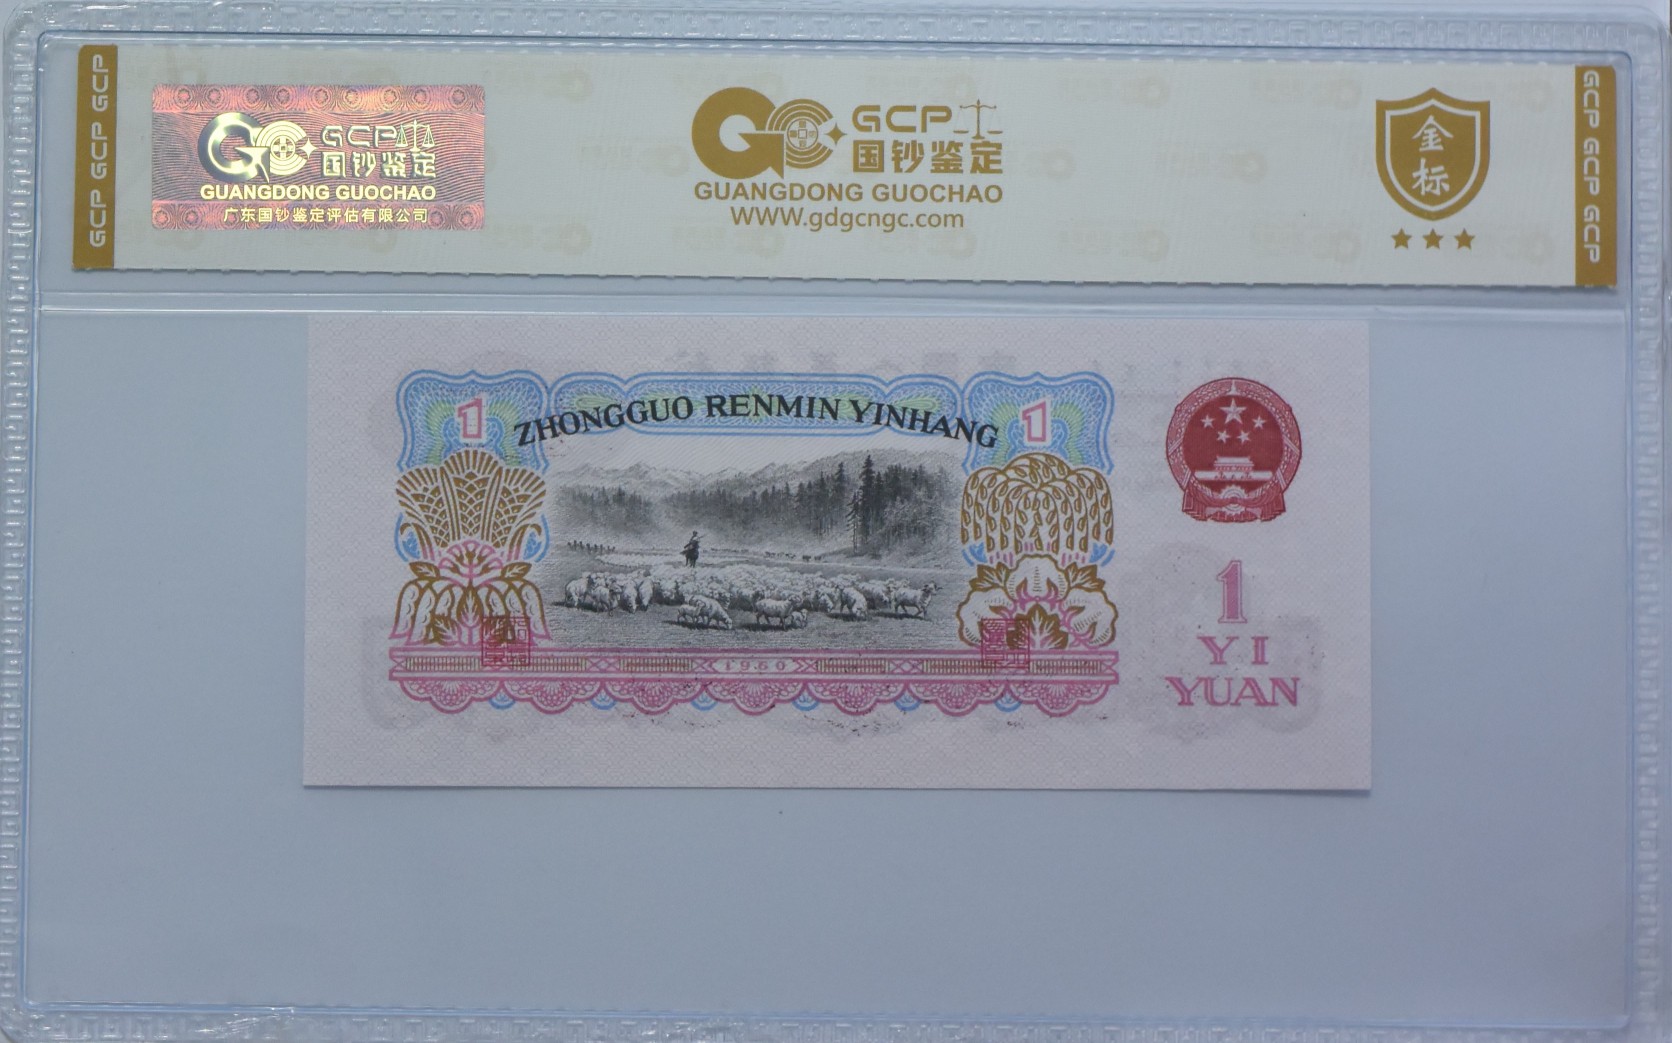 GCP GCP GCP
GCP
国钞鉴定
GUANGDONG GUOCHAO
广东国钞鉴定评估有限公司
GCP
国钞鉴定
GUANGDONG GUOCHAO
WWW.gdgcngc.com
金
标
GCP GCP GCP
1
ZHONGGUO RENMIN YINHANG
1
1960
1
YI
YUAN